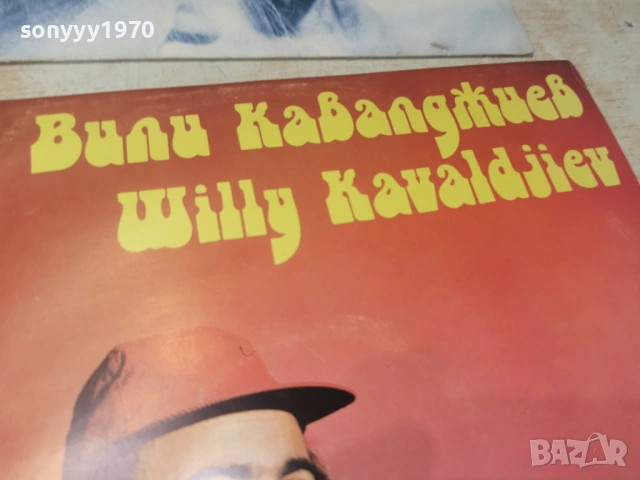 sonyyy1970
Вили Кавалджиев
Willy Kavaldjiev
BAZAR